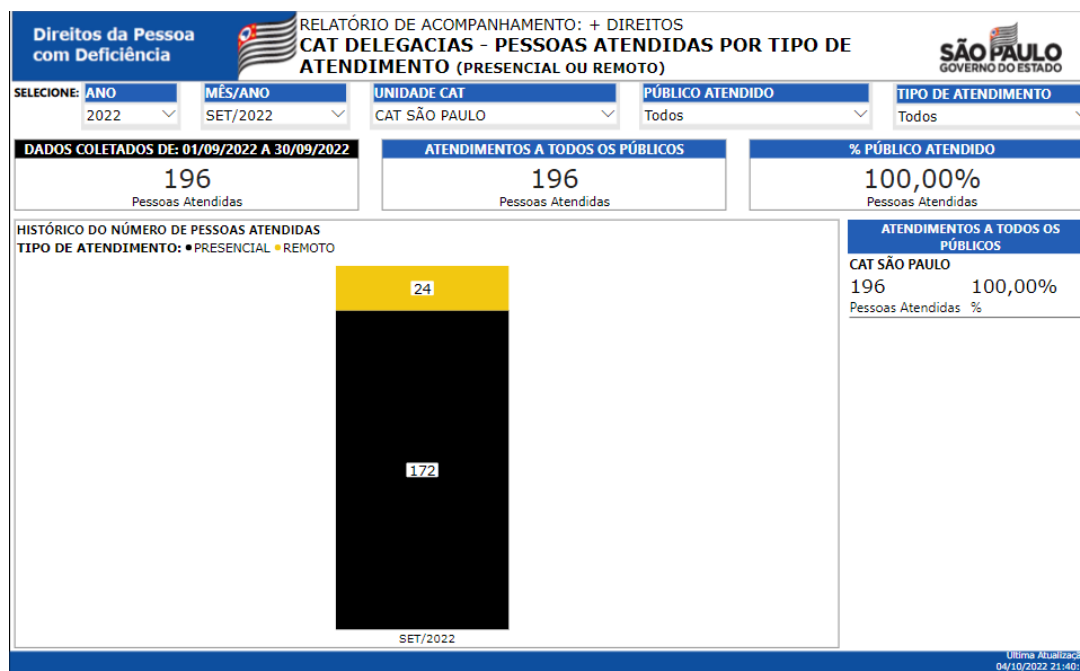 Direitos da Pessoa
com Deficiência
RELATÓRIO DE ACOMPANHAMENTO: + DIREITOS
CAT DELEGACIAS - PESSOAS ATENDIDAS POR TIPO DE
ATENDIMENTO (PRESENCIAL OU REMOTO)
SÃO PAULO
GOVERNO DO ESTADO
SELECIONE: ANO MÊS/ANO UNIDADE CAT PÚBLICO ATENDIDO TIPO DE ATENDIMENTO
2022 SET/2022 CAT SÃO PAULO Todos Todos
DADOS COLETADOS DE: 01/09/2022 A 30/09/2022
196
Pessoas Atendidas
ATENDIMENTOS A TODOS OS PÚBLICOS
196
Pessoas Atendidas
% PÚBLICO ATENDIDO
100,00%
Pessoas Atendidas
HISTÓRICO DO NÚMERO DE PESSOAS ATENDIDAS
TIPO DE ATENDIMENTO: PRESENCIAL REMOTO
24
172
SET/2022
ATENDIMENTOS A TODOS OS
PÚBLICOS
CAT SÃO PAULO
196 100,00%
Pessoas Atendidas %
Última Atualizaçã
04/10/2022 21:40: